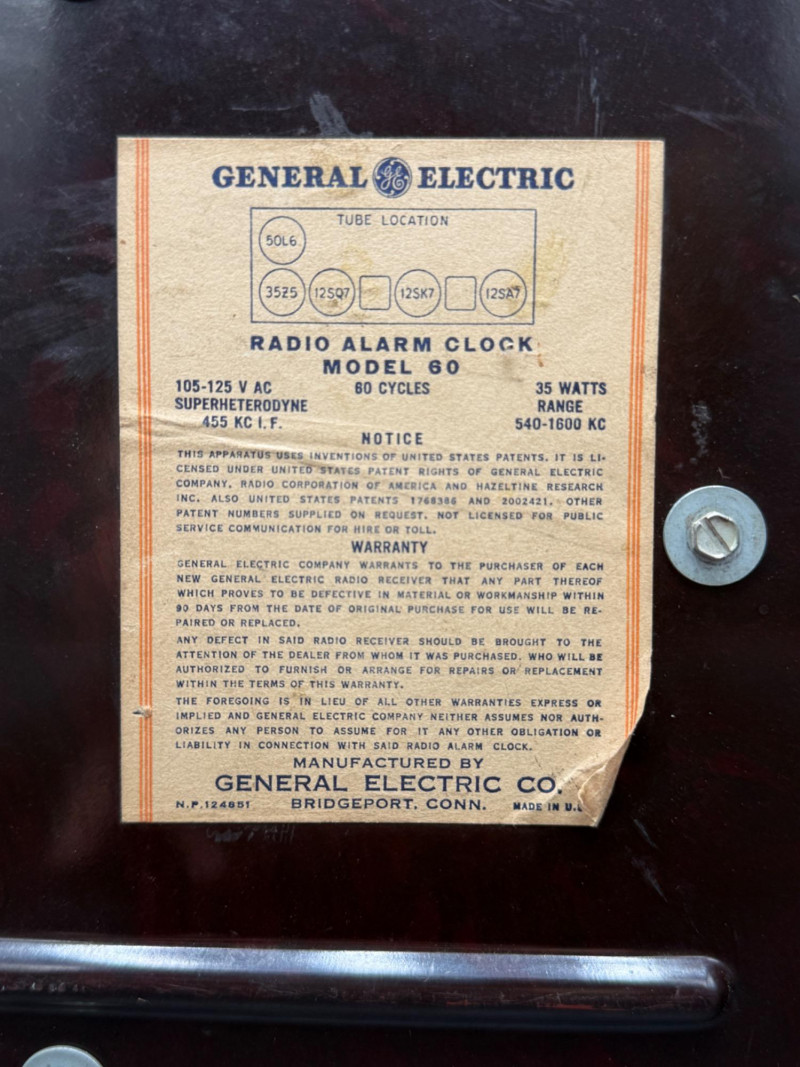 GENERAL GE ELECTRIC
TUBE LOCATION
50L6
35Z5 12SQ7 12SK7 12SA7
RADIO ALARM CLOCK
MODEL 60
105-125 V AC 60 CYCLES 35 WATTS
SUPERHETERODYNE RANGE
455 KC I.F. 540-1600 KC
NOTICE
THIS APPARATUS USES INVENTIONS OF UNITED STATES PATENTS. IT IS LI-
CENSED UNDER UNITED STATES PATENT RIGHTS OF GENERAL ELECTRIC
COMPANY, RADIO CORPORATION OF AMERICA AND HAZELTINE RESEARCH
INC. ALSO UNITED STATES PATENTS 1768386 AND 2002421. OTHER
PATENT NUMBERS SUPPLIED ON REQUEST. NOT LICENSED FOR PUBLIC
SERVICE COMMUNICATION FOR HIRE OR TOLL.
WARRANTY
GENERAL ELECTRIC COMPANY WARRANTS TO THE PURCHASER OF EACH
NEW GENERAL ELECTRIC RADIO RECEIVER THAT ANY PART THEREOF
WHICH PROVES TO BE DEFECTIVE IN MATERIAL OR WORKMANSHIP WITHIN
90 DAYS FROM THE DATE OF ORIGINAL PURCHASE FOR USE WILL BE RE-
PAIRED OR REPLACED.
ANY DEFECT IN SAID RADIO RECEIVER SHOULD BE BROUGHT TO THE
ATTENTION OF THE DEALER FROM WHOM IT WAS PURCHASED, WHO WILL BE
AUTHORIZED TO FURNISH OR ARRANGE FOR REPAIRS OR REPLACEMENT
WITHIN THE TERMS OF THIS WARRANTY.
THE FOREGOING IS IN LIEU OF ALL OTHER WARRANTIES EXPRESS OR
IMPLIED AND GENERAL ELECTRIC COMPANY NEITHER ASSUMES NOR AUTH-
ORIZES ANY PERSON TO ASSUME FOR IT ANY OTHER OBLIGATION OR
LIABILITY IN CONNECTION WITH SAID RADIO ALARM CLOCK.
MANUFACTURED BY
GENERAL ELECTRIC CO.
N.P.124851 BRIDGEPORT, CONN. MADE IN U.